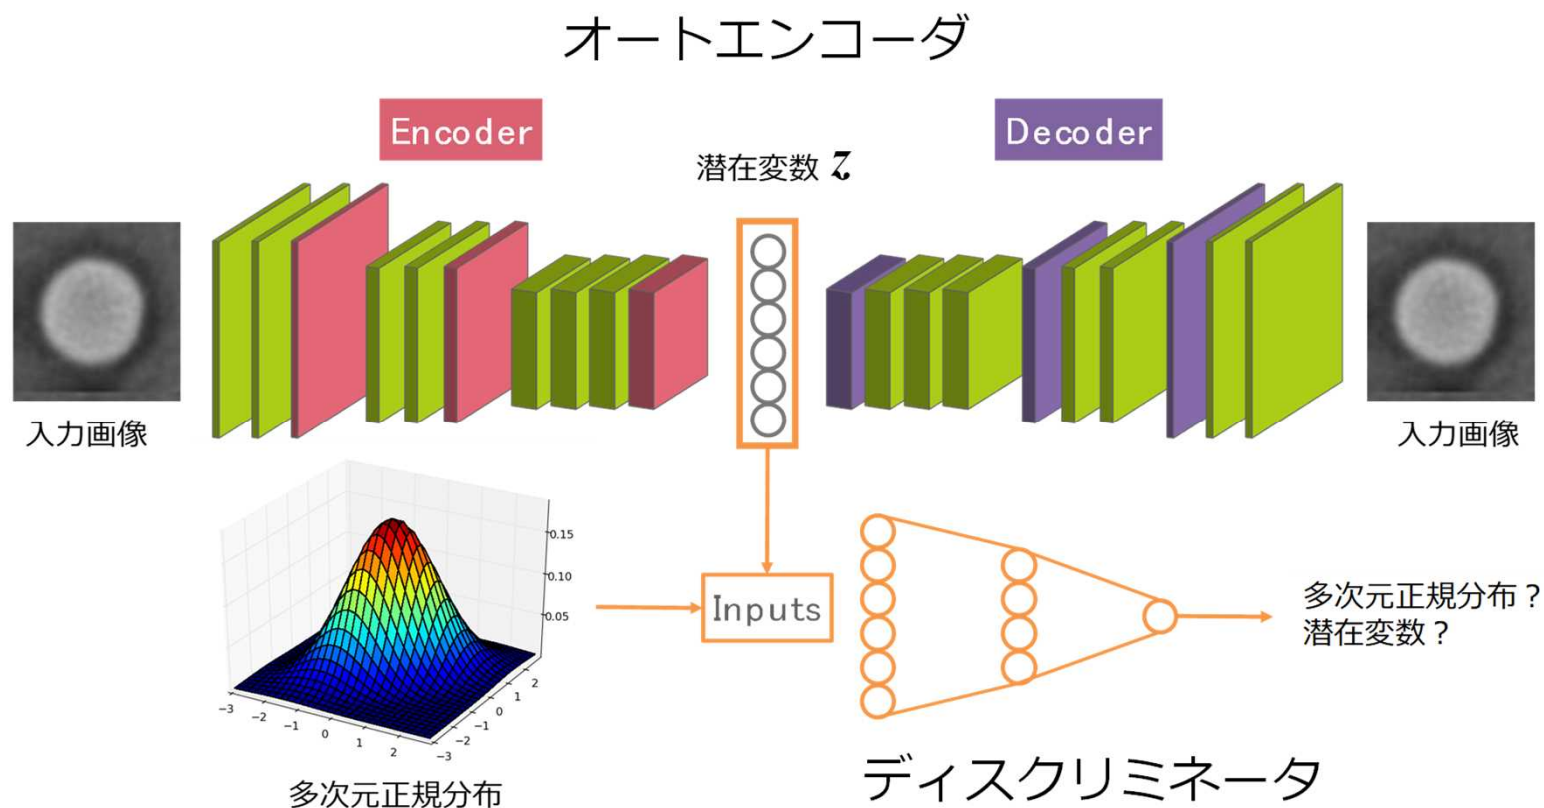 オートエンコーダ
Encoder
Decoder
潜在変数 z
入力画像
入力画像
0.15
0.10
0.05
Inputs
多次元正規分布？
潜在変数？
-3
-2
-1
0
1
2
-3
-2
-1
0
1
2
多次元正規分布
ディスクリミネータ